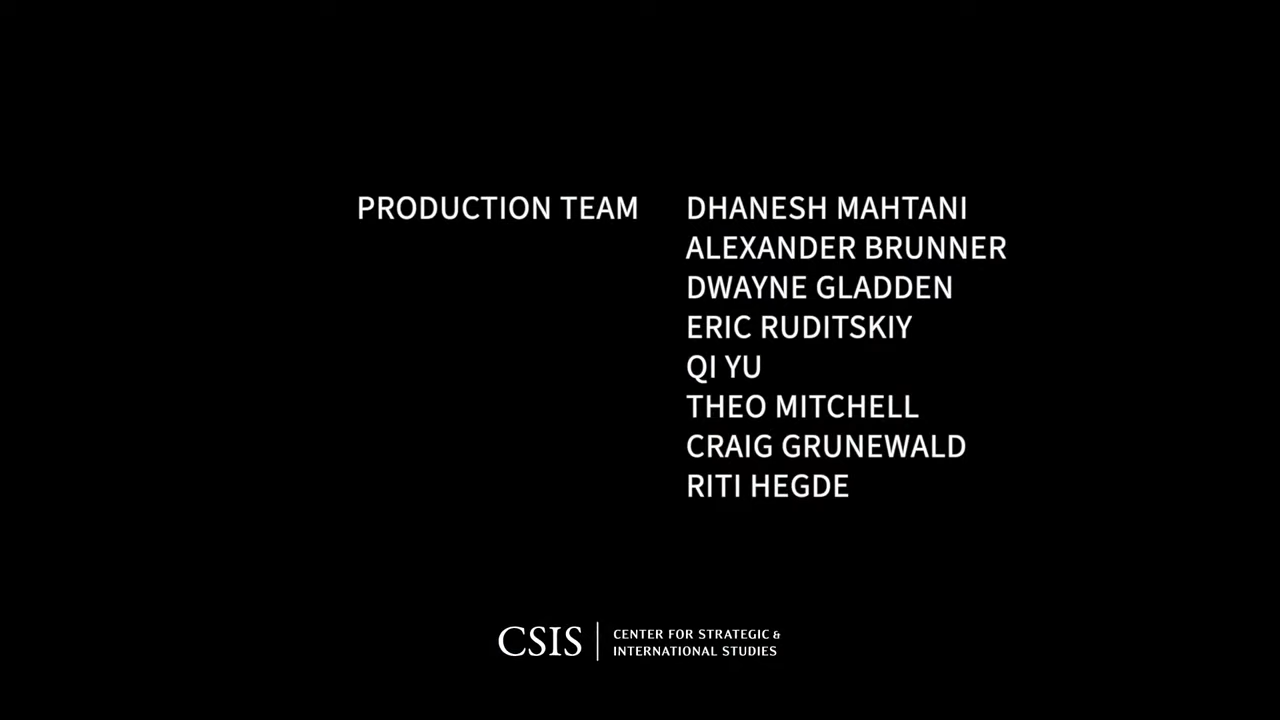 PRODUCTION TEAM DHANESH MAHTANI
ALEXANDER BRUNNER
DWAYNE GLADDEN
ERIC RUDITSKIY
QI YU
THEO MITCHELL
CRAIG GRUNEWALD
RITI HEGDE
CSIS | CENTER FOR STRATEGIC &
INTERNATIONAL STUDIES